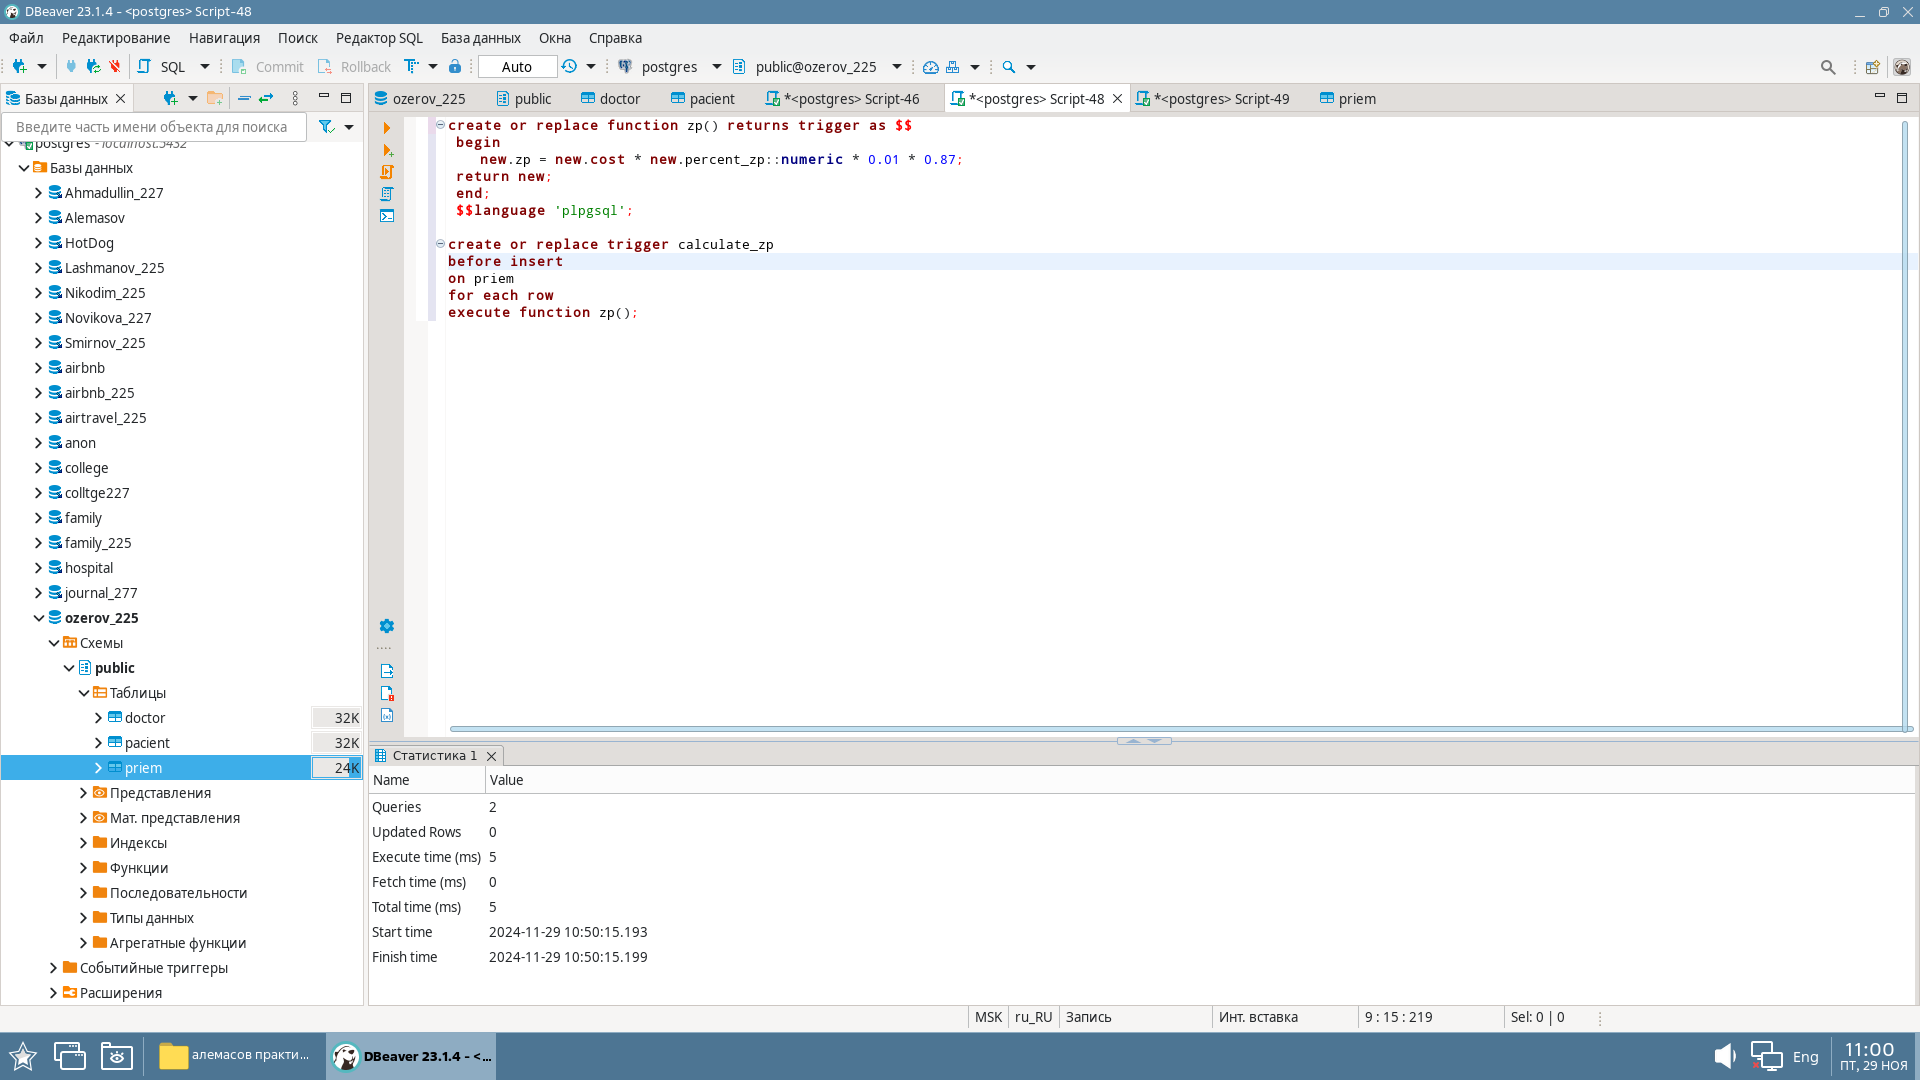 DBeaver 23.1.4 - <postgres> Script-48
Файл Редактирование Навигация Поиск Редактор SQL База данных Окна Справка
SQL Commit Rollback Auto postgres public@ozerov_225
Базы данных
ozerov_225 public doctor pacient *<postgres> Script-46 *<postgres> Script-48 *<postgres> Script-49 priem
Введите часть имени объекта для поиска
postgres - localhost:5432
Базы данных
Ahmadullin_227
Alemasov
HotDog
Lashmanov_225
Nikodim_225
Novikova_227
Smirnov_225
airbnb
airbnb_225
airtravel_225
anon
college
colltge227
family
family_225
hospital
journal_277
ozerov_225
Схемы
public
Таблицы
doctor 32K
pacient 32K
priem 24K
Представления
Мат. представления
Индексы
Функции
Последовательности
Типы данных
Агрегатные функции
Событийные триггеры
Расширения
create or replace function zp() returns trigger as $$
begin
new.zp = new.cost * new.percent_zp::numeric * 0.01 * 0.87;
return new;
end;
$$language 'plpgsql';
create or replace trigger calculate_zp
before insert
on priem
for each row
execute function zp();
Статистика 1
Name Value
Queries 2
Updated Rows 0
Execute time (ms) 5
Fetch time (ms) 0
Total time (ms) 5
Start time 2024-11-29 10:50:15.193
Finish time 2024-11-29 10:50:15.199
MSK ru_RU Запись Инт. вставка 9 : 15 : 219 Sel: 0 | 0
алемасов практи... DBeaver 23.1.4 - <... Eng 11:00
ПТ, 29 НОЯ